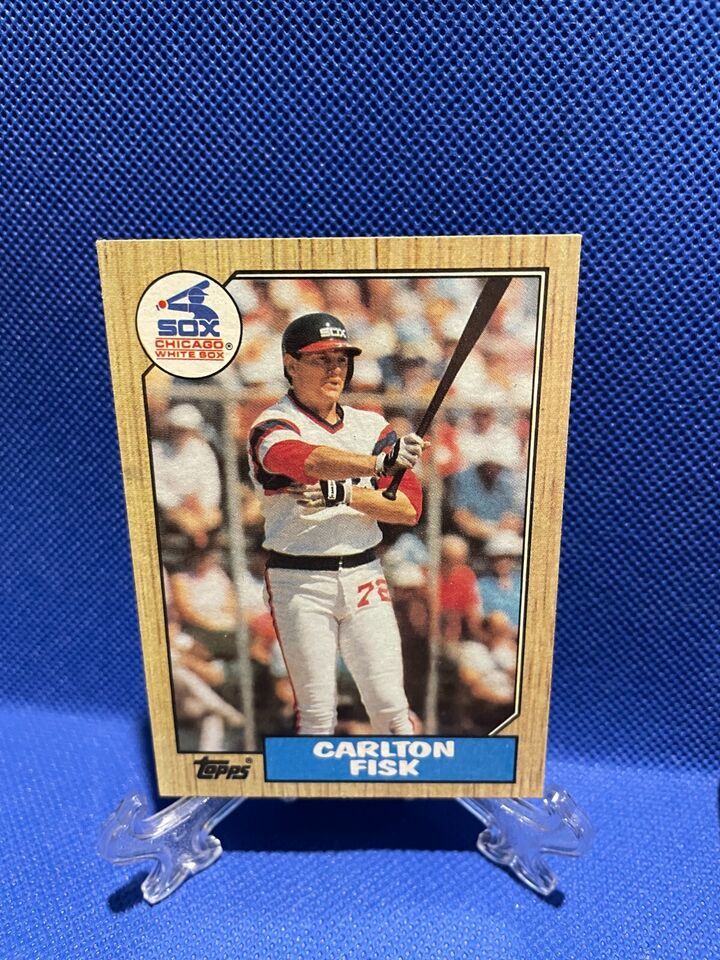 SOX
CHICAGO
WHITE SOX
®
SOX
72
topps®
CARLTON
FISK